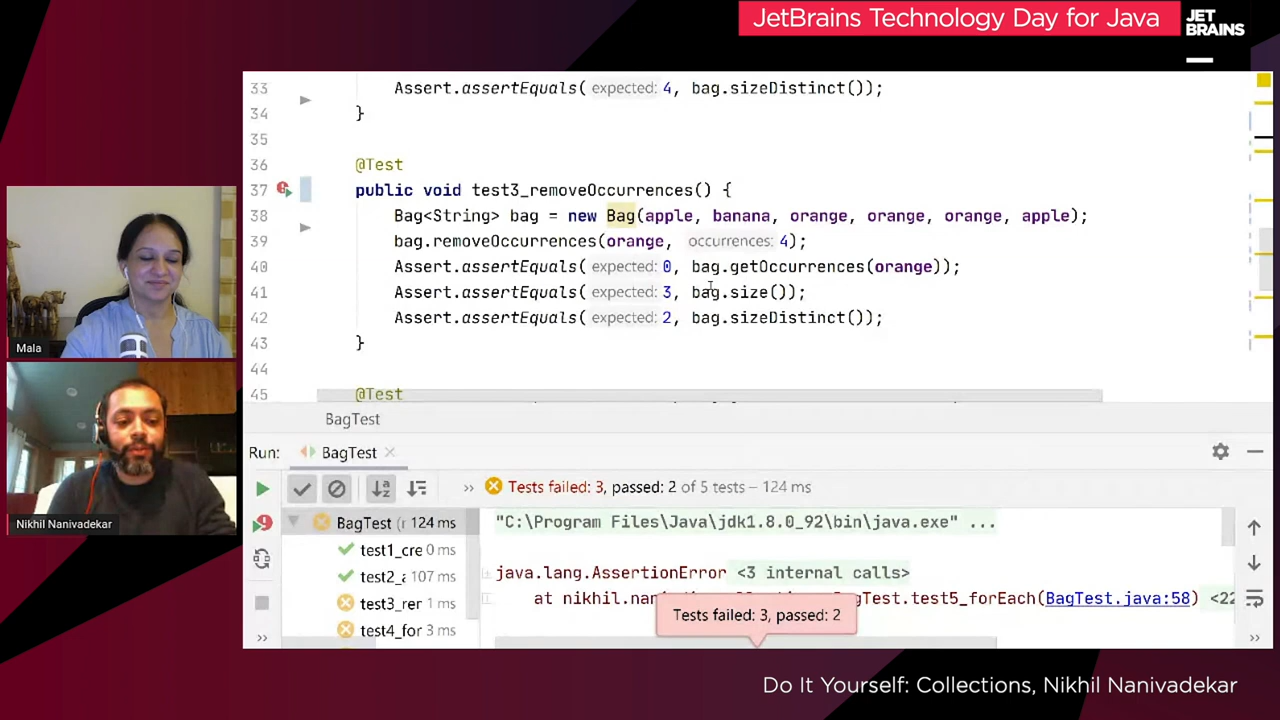 JetBrains Technology Day for Java
JET
BRAINS
33 Assert.assertEquals( expected: 4, bag.sizeDistinct());
34 }
35
36 @Test
37 public void test3_removeOccurrences() {
38 Bag<String> bag = new Bag(apple, banana, orange, orange, orange, apple);
39 bag.removeOccurrences(orange, occurrences: 4);
40 Assert.assertEquals( expected: 0, bag.getOccurrences(orange));
41 Assert.assertEquals( expected: 3, bag.size());
42 Assert.assertEquals( expected: 2, bag.sizeDistinct());
43 }
44
45 @Test
Mala
Nikhil Nanivadekar
BagTest
Run: BagTest
Tests failed: 3, passed: 2 of 5 tests – 124 ms
BagTest ( 124 ms
test1_cre 0 ms
test2_a 107 ms
test3_rer 1 ms
test4_for 3 ms
"C:\Program Files\Java\jdk1.8.0_92\bin\java.exe" ...
java.lang.AssertionError <3 internal calls>
at BagTest.test5_forEach(BagTest.java:58) <22
Tests failed: 3, passed: 2
Do It Yourself: Collections, Nikhil Nanivadekar